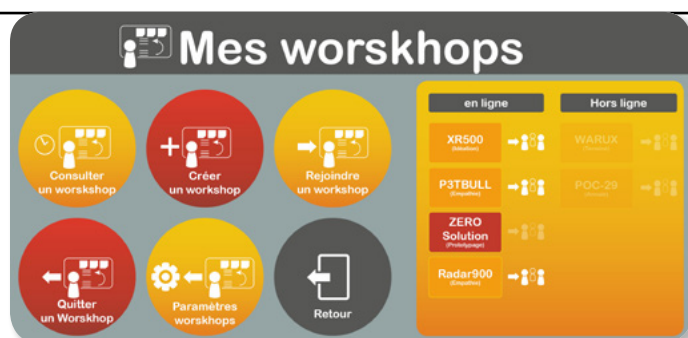 Mes worskhops
Consulter
un worskshop
Créer
un workshop
Rejoindre
un workshop
Quitter
un Workshop
Paramètres
worskhops
Retour
en ligne
Hors ligne
XR500
(Idéation)
WARUX
P3TBULL
(Empathie)
POC-29
ZERO
Solution
(Prototypage)
Radar900
(Empathie)